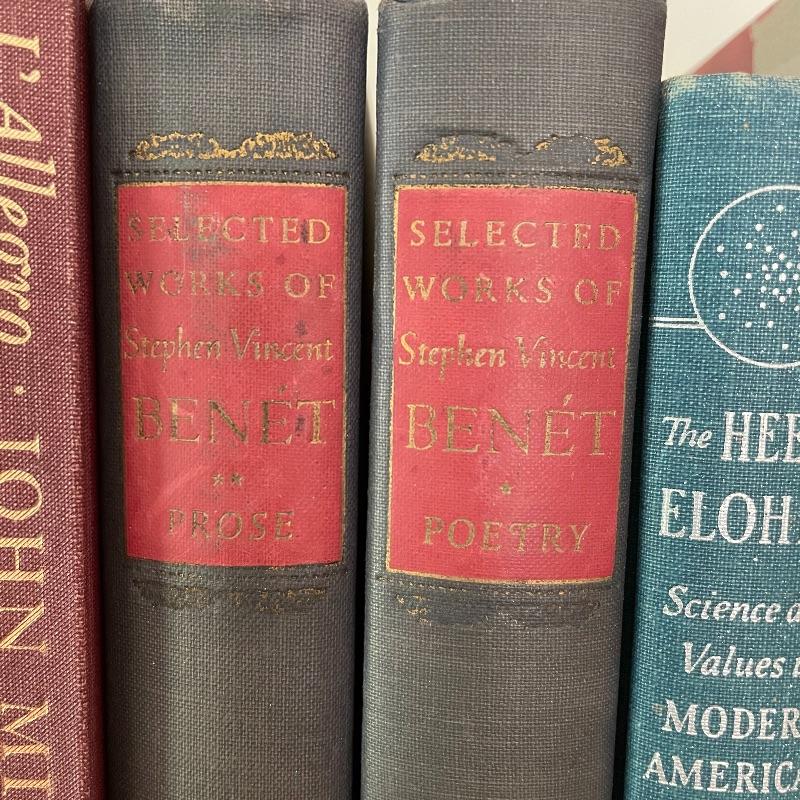 L'Allegro · JOHN MI
SELECTED
WORKS OF
Stephen Vincent
BENÉT
**
PROSE
SELECTED
WORKS OF
Stephen Vincent
BENÉT
*
POETRY
The HEB
ELOH
Science a
Values
MODER
AMERICA